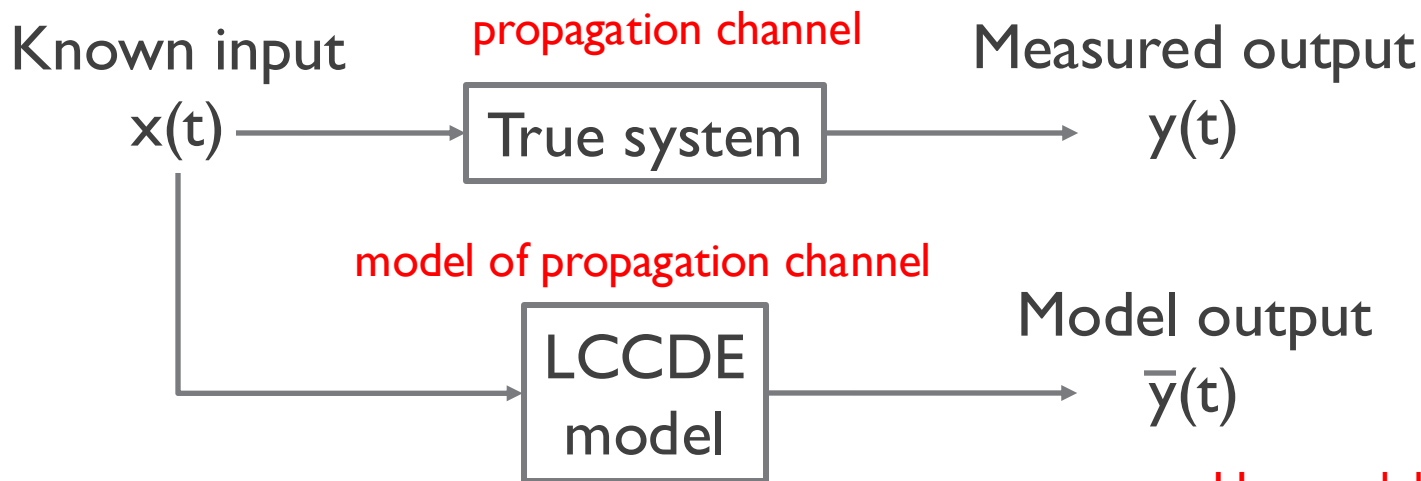 propagation channel
Known input
Measured output
x(t)
True system
y(t)
model of propagation channel
Model output
LCCDE
model
y̅(t)